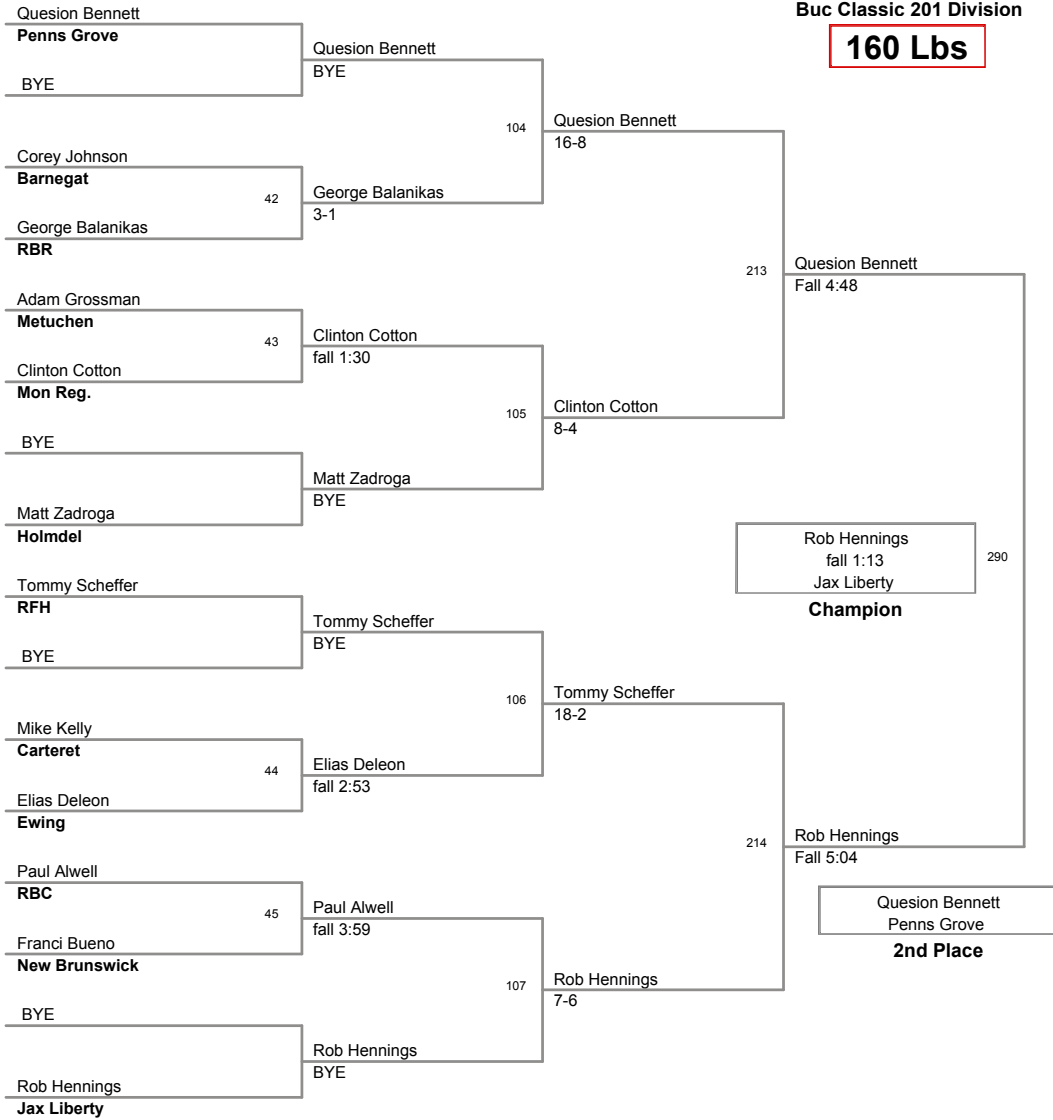 Buc Classic 201 Division
160 Lbs
Quesion Bennett
Penns Grove
BYE
Corey Johnson
Barnegat
42
George Balanikas
RBR
Adam Grossman
Metuchen
43
Clinton Cotton
Mon Reg.
BYE
Matt Zadroga
Holmdel
Tommy Scheffer
RFH
BYE
Mike Kelly
Carteret
44
Elias Deleon
Ewing
Paul Alwell
RBC
45
Franci Bueno
New Brunswick
BYE
Rob Hennings
Jax Liberty
Quesion Bennett
BYE
104
George Balanikas
3-1
Clinton Cotton
fall 1:30
105
Matt Zadroga
BYE
Tommy Scheffer
BYE
106
Elias Deleon
fall 2:53
Paul Alwell
fall 3:59
107
Rob Hennings
BYE
Quesion Bennett
16-8
213
Clinton Cotton
8-4
Tommy Scheffer
18-2
214
Rob Hennings
7-6
Quesion Bennett
Fall 4:48
Rob Hennings
fall 1:13
Jax Liberty
290
Champion
Rob Hennings
Fall 5:04
Quesion Bennett
Penns Grove
2nd Place